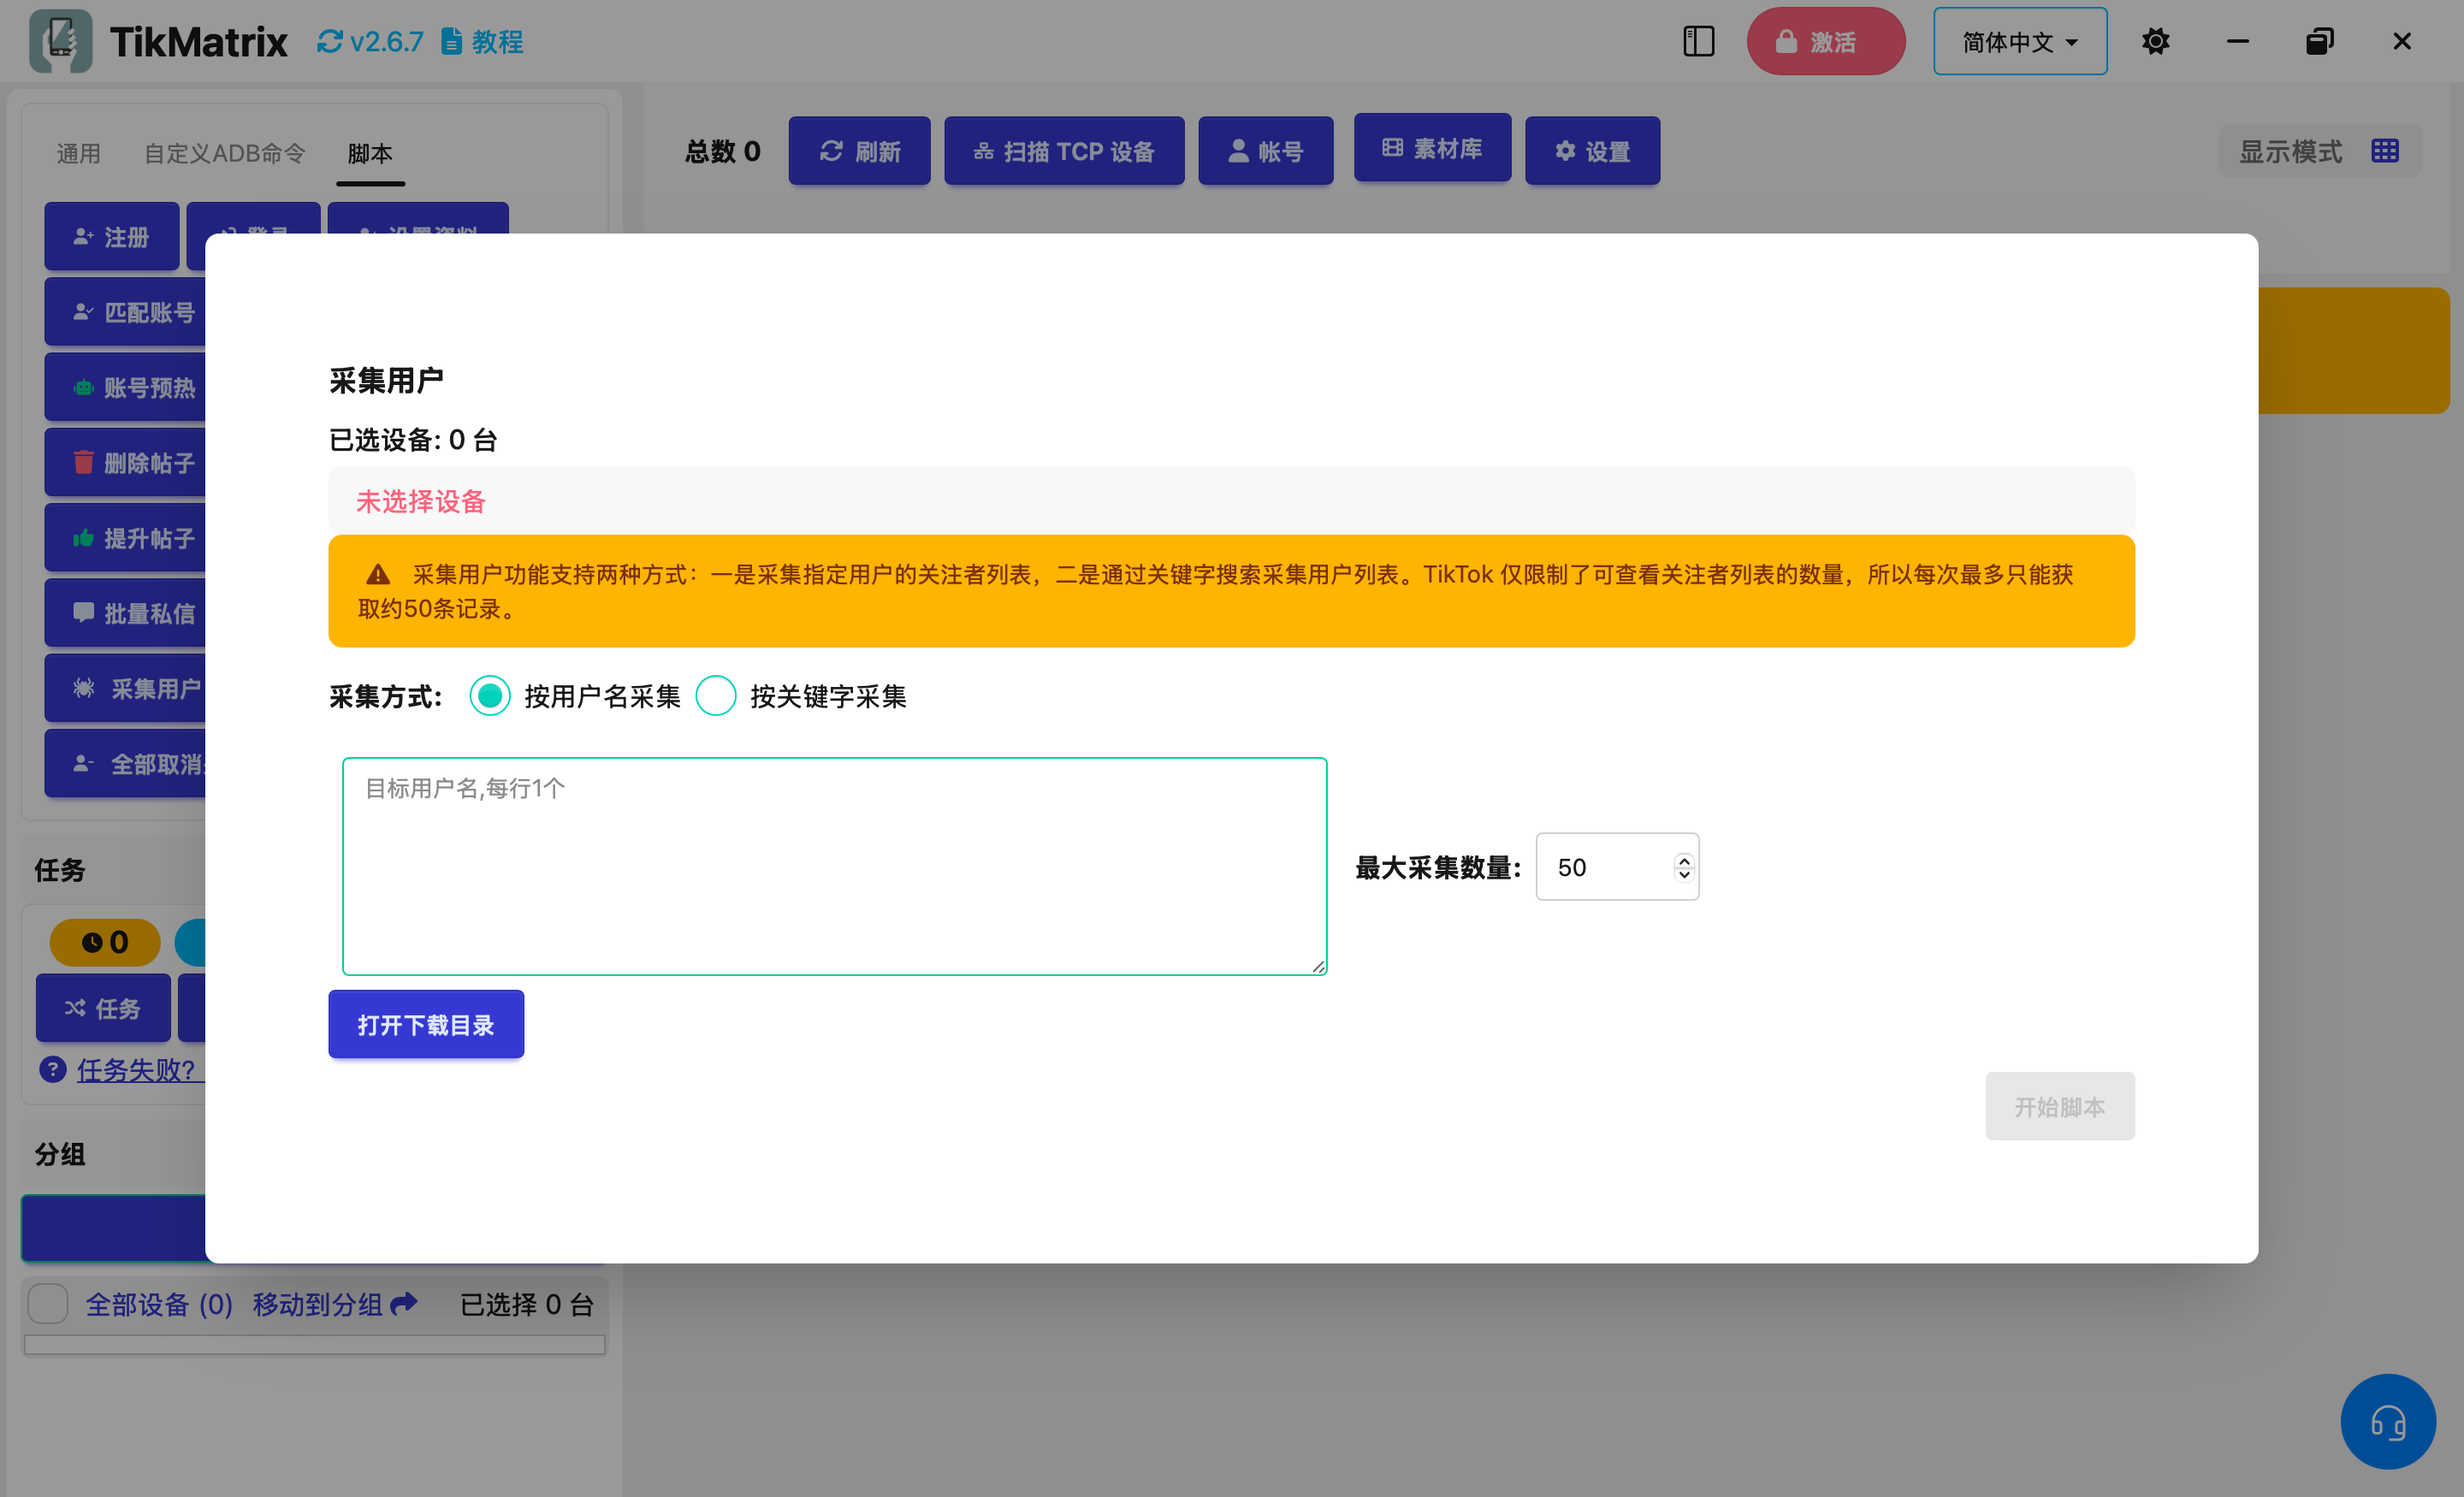 TikMatrix v2.6.7 教程
激活 简体中文
通用 自定义ADB命令 脚本
总数 0 刷新 扫描 TCP 设备 帐号 素材库 设置 显示模式
注册 登录 设置资料
匹配账号
账号预热
删除帖子
提升帖子
批量私信
采集用户
全部取消
任务
0
任务
任务失败?
分组
全部设备 (0) 移动到分组 已选择 0 台
采集用户
已选设备: 0 台
未选择设备
采集用户功能支持两种方式：一是采集指定用户的关注者列表，二是通过关键字搜索采集用户列表。TikTok 仅限制了可查看关注者列表的数量，所以每次最多只能获
取约50条记录。
采集方式: 按用户名采集 按关键字采集
目标用户名,每行1个
最大采集数量: 50
打开下载目录
开始脚本